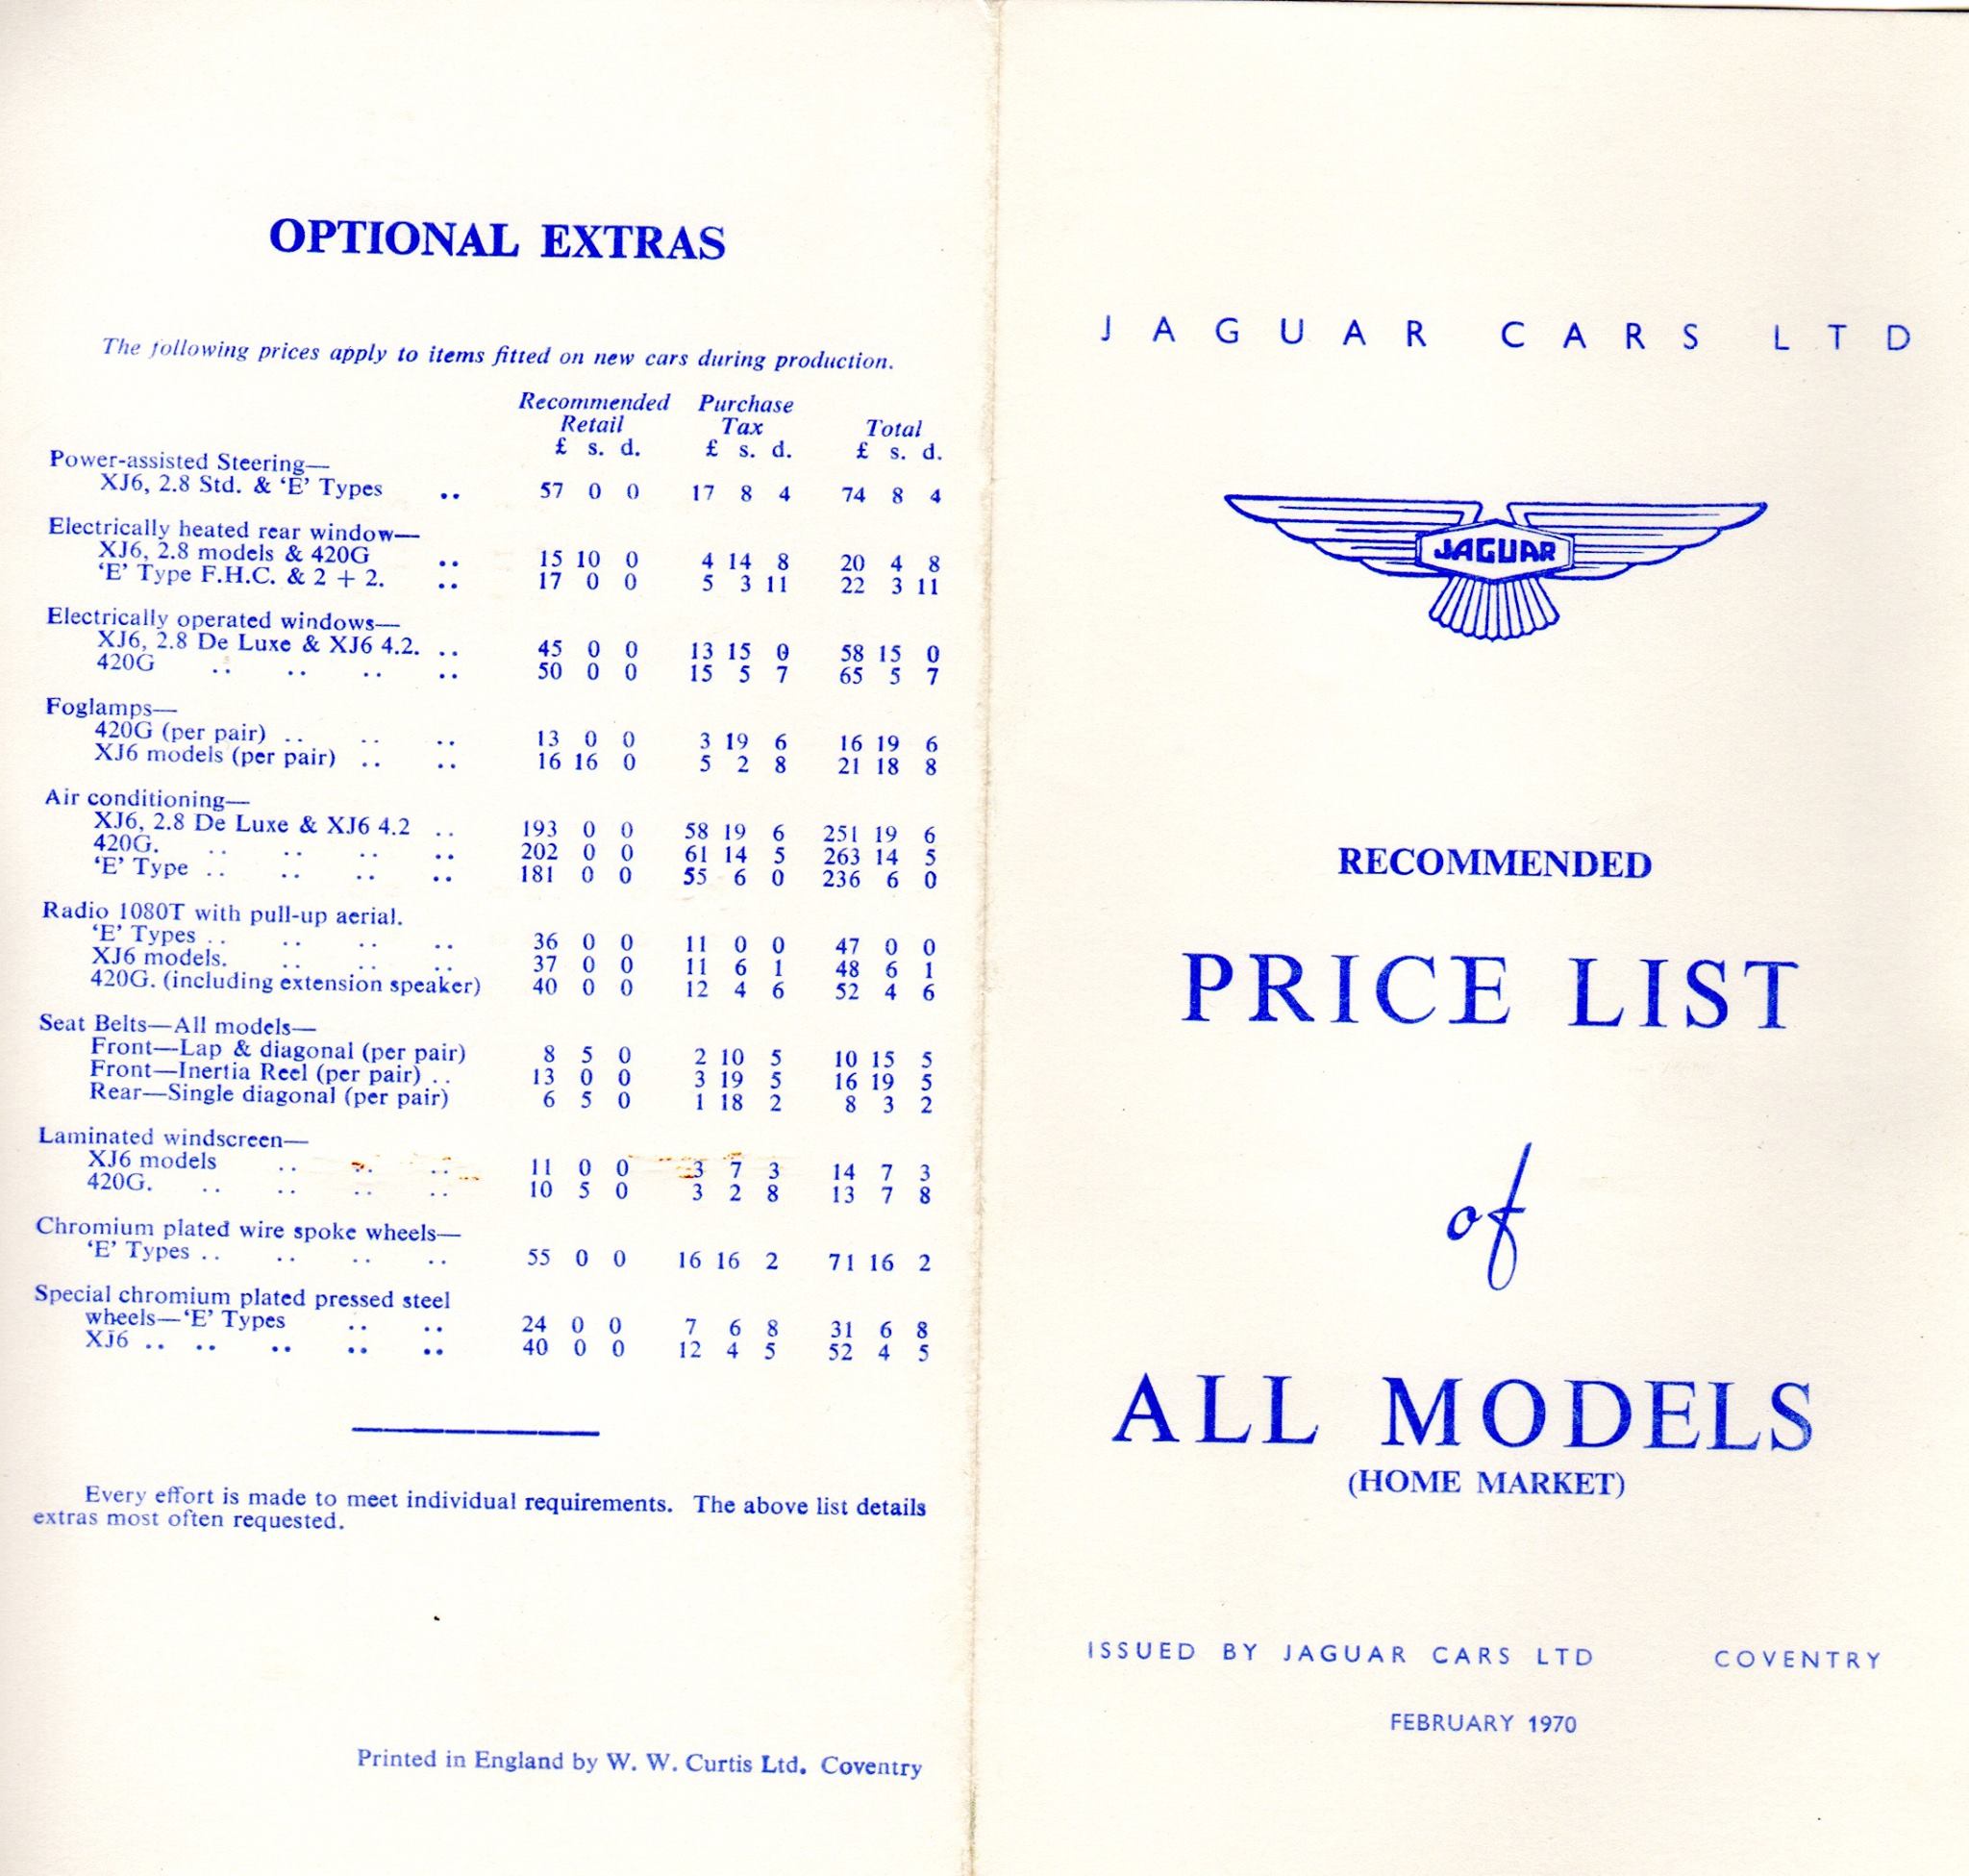 OPTIONAL EXTRAS
The following prices apply to items fitted on new cars during production.
Recommended Purchase
Retail Tax Total
£ s. d. £ s. d. £ s. d.
Power-assisted Steering—
XJ6, 2.8 Std. & ‘E’ Types .. 57 0 0 17 8 4 74 8 4
Electrically heated rear window—
XJ6, 2.8 models & 420G .. 15 10 0 4 14 8 20 4 8
‘E’ Type F.H.C. & 2 + 2. .. 17 0 0 5 3 11 22 3 11
Electrically operated windows—
XJ6, 2.8 De Luxe & XJ6 4.2. .. 45 0 0 13 15 0 58 15 0
420G .. .. .. .. 50 0 0 15 5 7 65 5 7
Foglamps—
420G (per pair) .. .. .. 13 0 0 3 19 6 16 19 6
XJ6 models (per pair) .. .. 16 16 0 5 2 8 21 18 8
Air conditioning—
XJ6, 2.8 De Luxe & XJ6 4.2 .. 193 0 0 58 19 6 251 19 6
420G. .. .. .. .. 202 0 0 61 14 5 263 14 5
‘E’ Type .. .. .. .. 181 0 0 55 6 0 236 6 0
Radio 1080T with pull-up aerial.
‘E’ Types .. .. .. .. 36 0 0 11 0 0 47 0 0
XJ6 models. .. .. .. 37 0 0 11 6 1 48 6 1
420G. (including extension speaker) 40 0 0 12 4 6 52 4 6
Seat Belts—All models—
Front—Lap & diagonal (per pair) 8 5 0 2 10 5 10 15 5
Front—Inertia Reel (per pair) .. 13 0 0 3 19 5 16 19 5
Rear—Single diagonal (per pair) 6 5 0 1 18 2 8 3 2
Laminated windscreen—
XJ6 models .. .. .. 11 0 0 3 7 3 14 7 3
420G. .. .. .. .. 10 5 0 3 2 8 13 7 8
Chromium plated wire spoke wheels—
‘E’ Types .. .. .. .. 55 0 0 16 16 2 71 16 2
Special chromium plated pressed steel
wheels—‘E’ Types .. .. 24 0 0 7 6 8 31 6 8
XJ6 .. .. .. .. .. 40 0 0 12 4 5 52 4 5
Every effort is made to meet individual requirements. The above list details
extras most often requested.
Printed in England by W. W. Curtis Ltd. Coventry
JAGUAR CARS LTD
JAGUAR
RECOMMENDED
PRICE LIST
of
ALL MODELS
(HOME MARKET)
ISSUED BY JAGUAR CARS LTD COVENTRY
FEBRUARY 1970